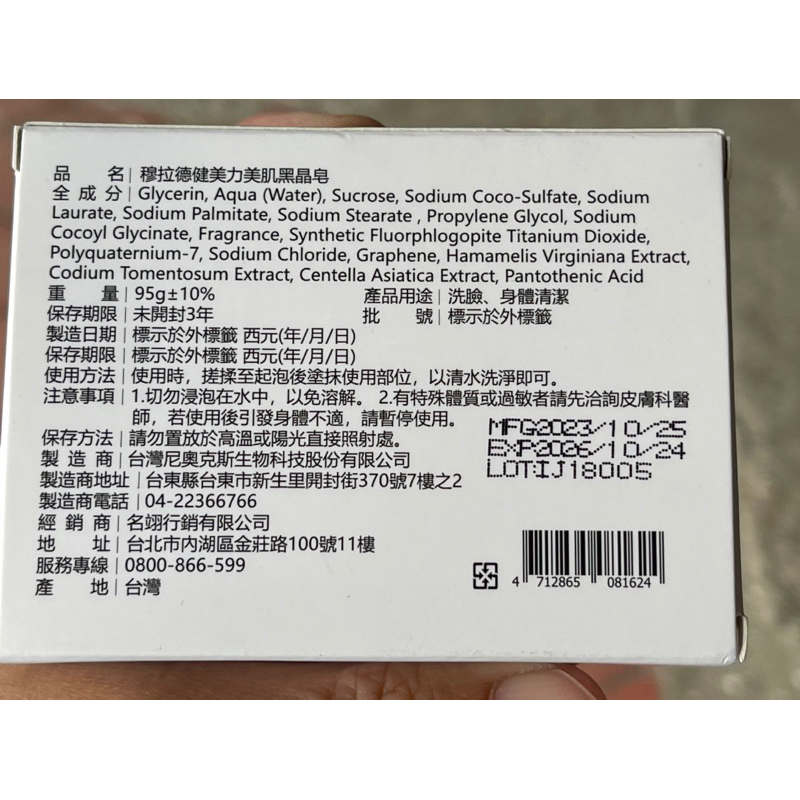 品　　名｜穆拉德健美力美肌黑晶皂
全 成 分｜Glycerin, Aqua (Water), Sucrose, Sodium Coco-Sulfate, Sodium
Laurate, Sodium Palmitate, Sodium Stearate , Propylene Glycol, Sodium
Cocoyl Glycinate, Fragrance, Synthetic Fluorphlogopite Titanium Dioxide,
Polyquaternium-7, Sodium Chloride, Graphene, Hamamelis Virginiana Extract,
Codium Tomentosum Extract, Centella Asiatica Extract, Pantothenic Acid
重　　量｜95g±10%　產品用途｜洗臉、身體清潔
保存期限｜未開封3年　批　　號｜標示於外標籤
製造日期｜標示於外標籤 西元(年/月/日)
保存期限｜標示於外標籤 西元(年/月/日)
使用方法｜使用時，搓揉至起泡後塗抹使用部位，以清水洗淨即可。
注意事項｜1.切勿浸泡在水中，以免溶解。 2.有特殊體質或過敏者請先洽詢皮膚科醫
師，若使用後引發身體不適，請暫停使用。
保存方法｜請勿置放於高溫或陽光直接照射處。
製 造 商｜台灣尼奧克斯生物科技股份有限公司
製造商地址｜台東縣台東市新生里開封街370號7樓之2
製造商電話｜04-22366766
經 銷 商｜名翊行銷有限公司
地　　址｜台北市內湖區金莊路100號11樓
服務專線｜0800-866-599
產　　地｜台灣
MFG2023/10/25
EXP2026/10/24
LOT:IJ18005
4 712865 081624